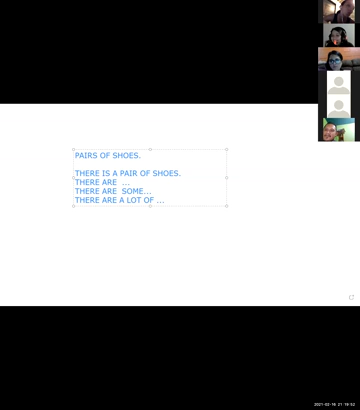 PAIRS OF SHOES.
THERE IS A PAIR OF SHOES.
THERE ARE ...
THERE ARE SOME...
THERE ARE A LOT OF ...
2021-02-16 21:19:52